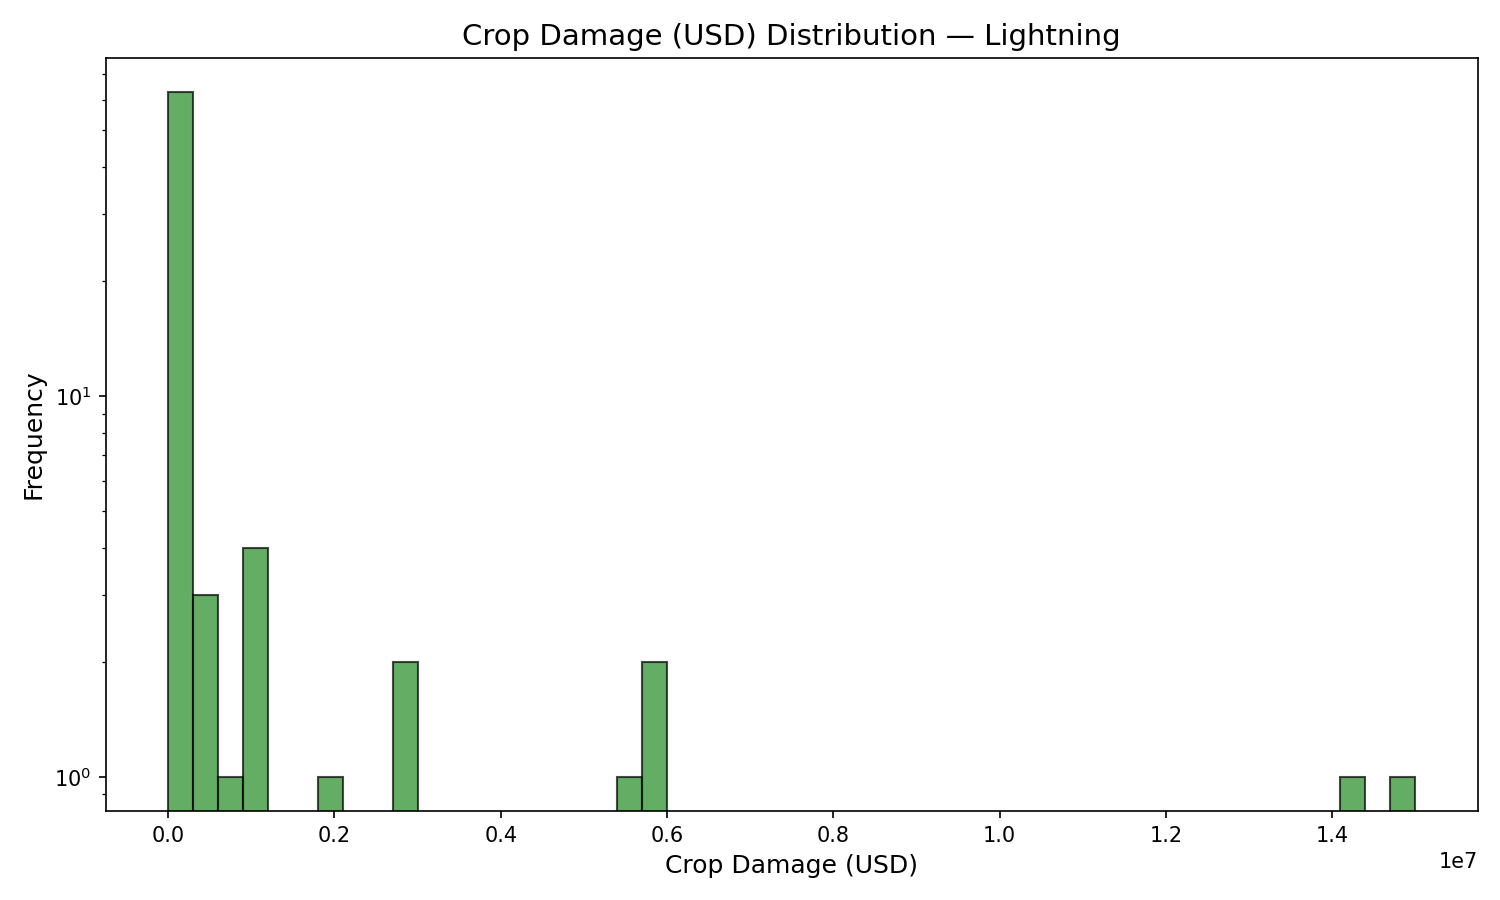 Crop Damage (USD) Distribution — Lightning
Frequency
10¹
10⁰
0.0 0.2 0.4 0.6 0.8 1.0 1.2 1.4
1e7
Crop Damage (USD)